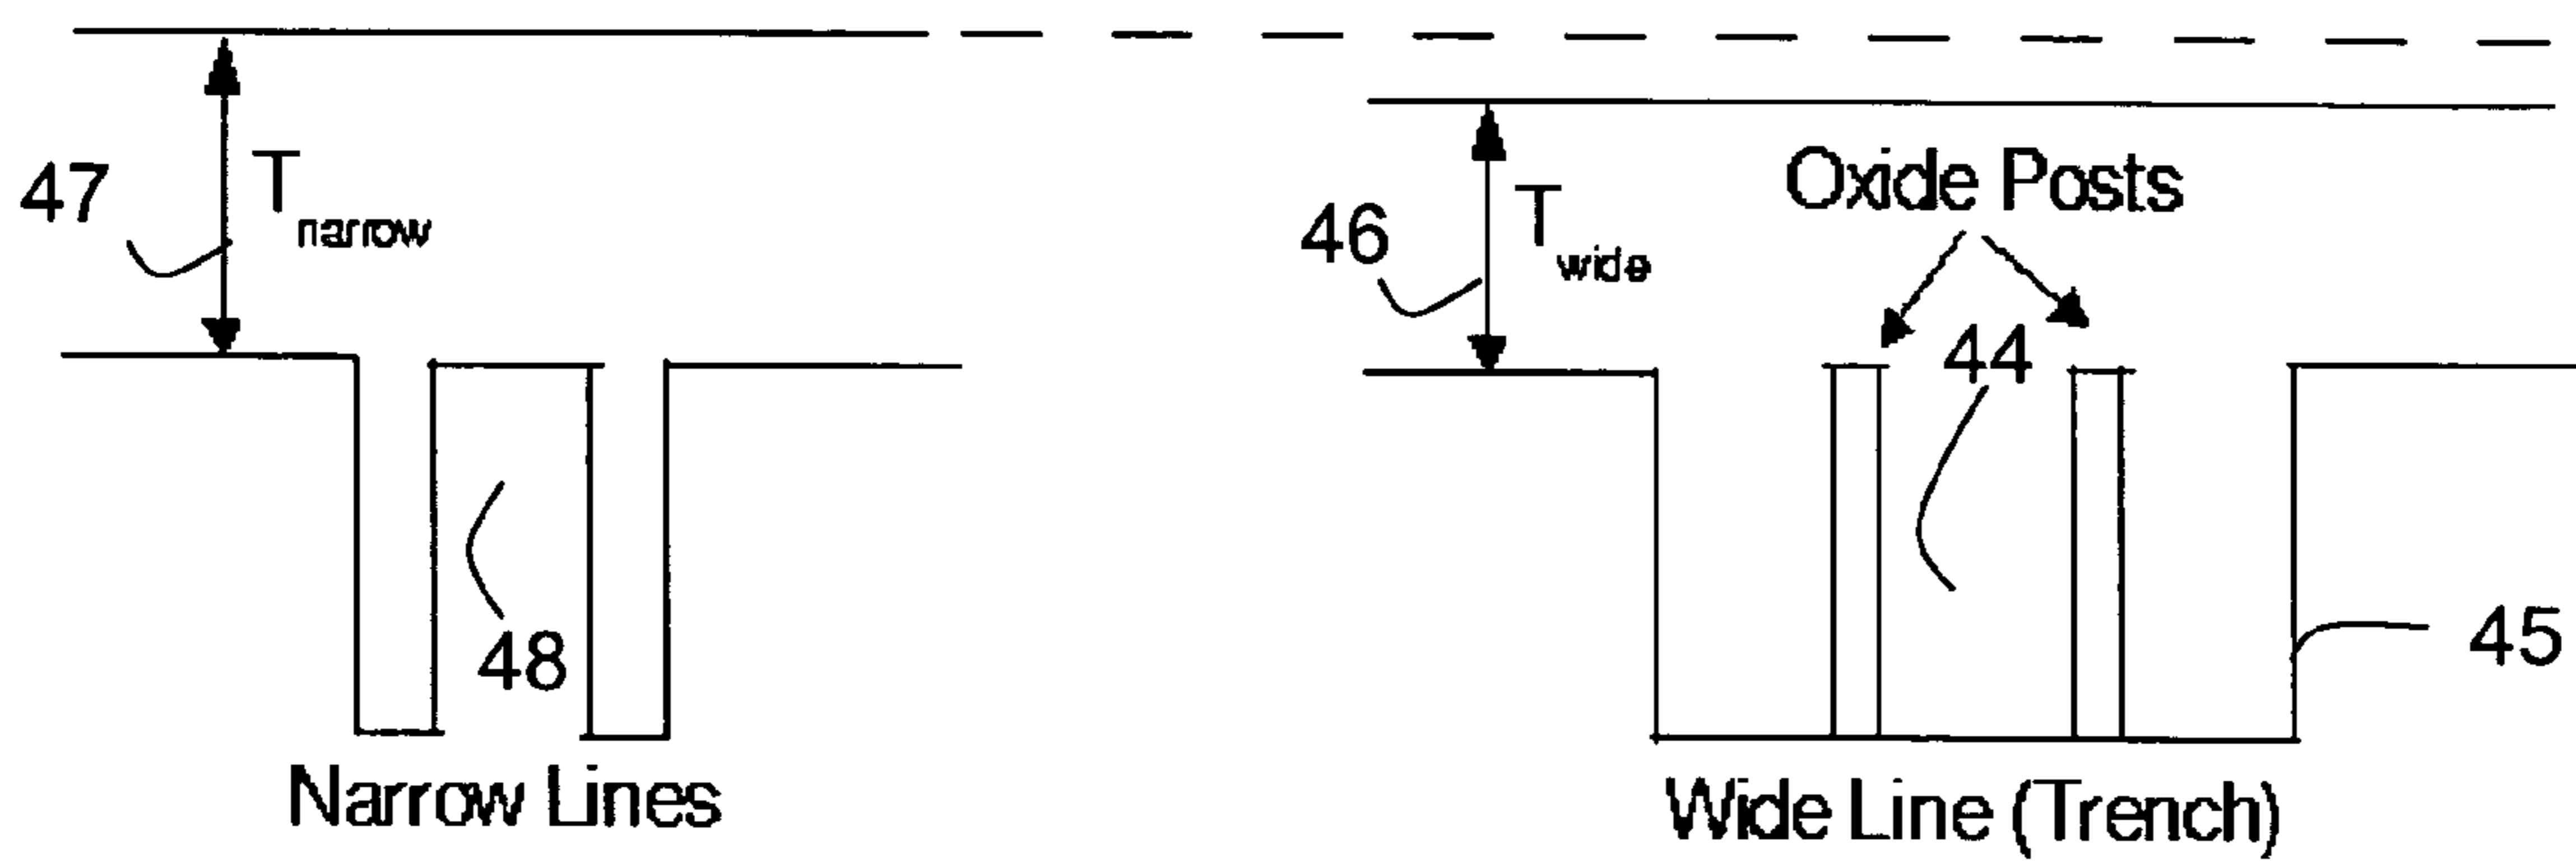 47
T narrow
46
T wide
Oxide Posts
44
48
45
Narrow Lines
Wide Line (Trench)